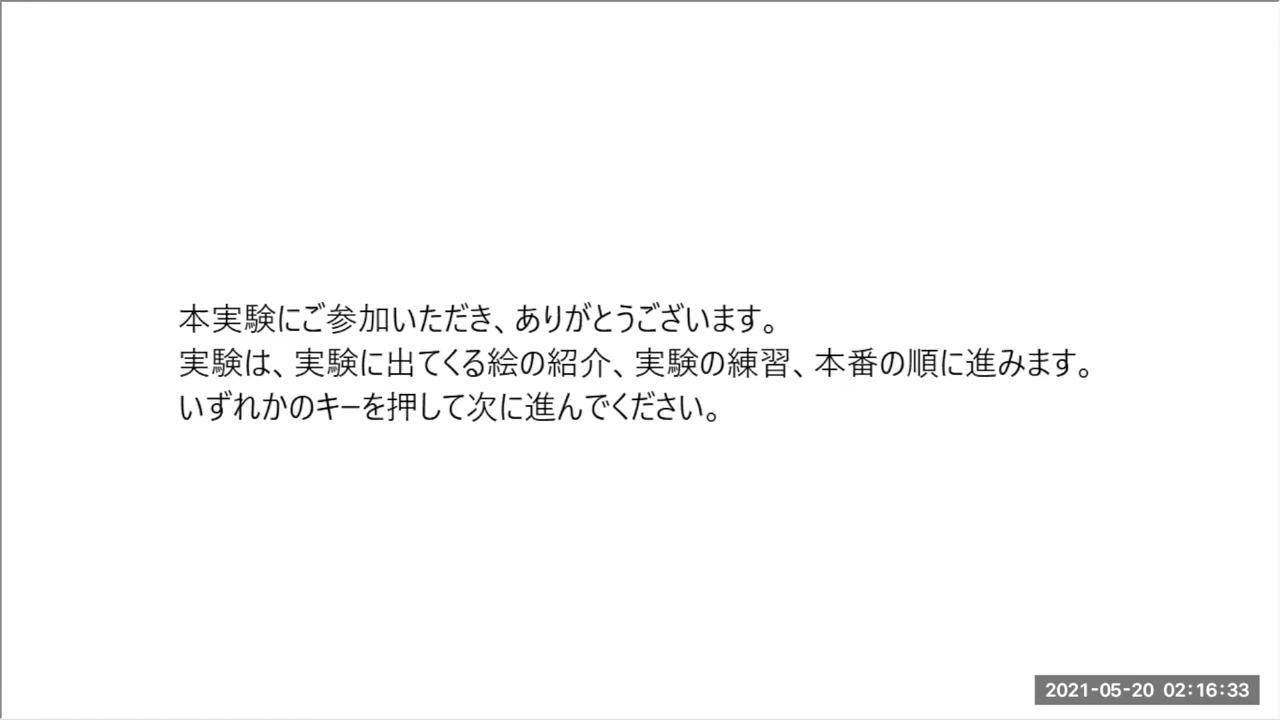 本実験にご参加いただき、ありがとうございます。
実験は、実験に出てくる絵の紹介、実験の練習、本番の順に進みます。
いずれかのキーを押して次に進んでください。
2021-05-20 02:16:33